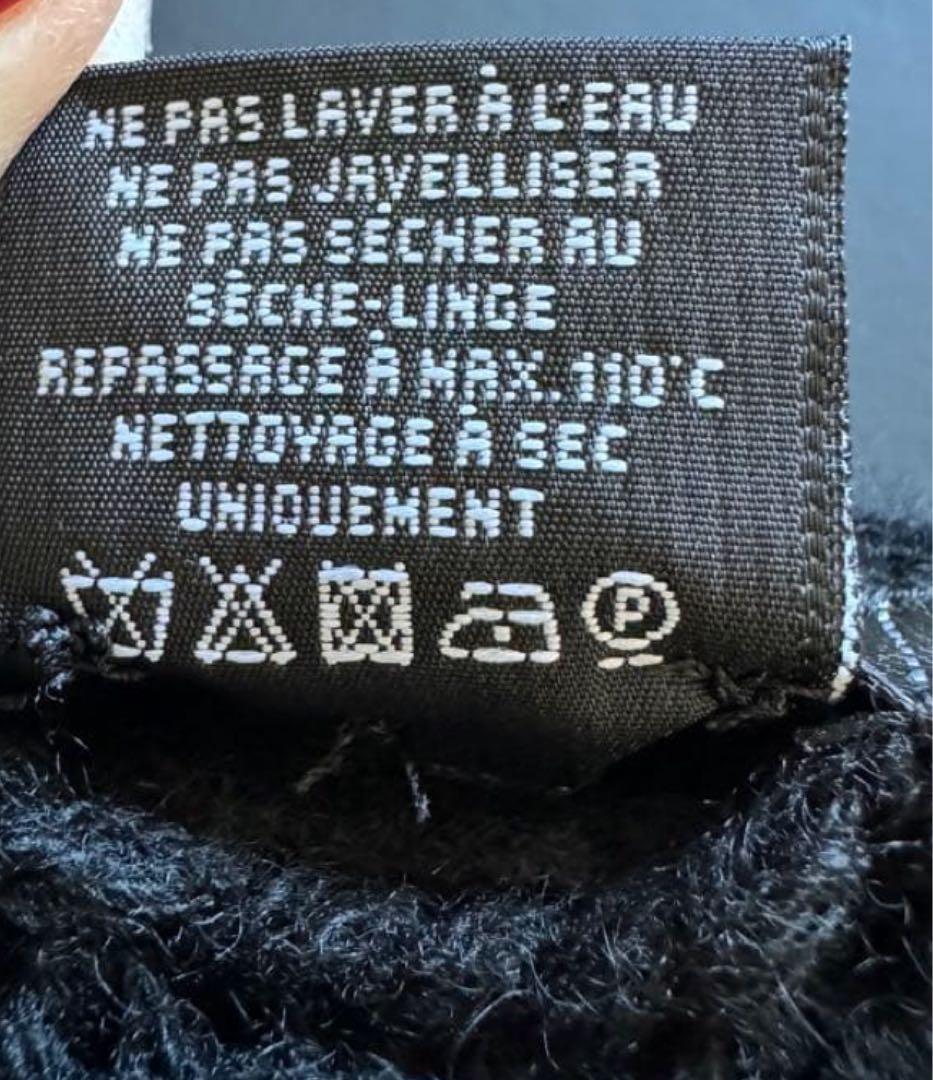 NE PAS LAVER À L'EAU
NE PAS JAVELLISER
NE PAS SÉCHER AU
SÈCHE-LINGE
REPASSAGE À MAX. 110°C
NETTOYAGE À SEC
UNIQUEMENT
P